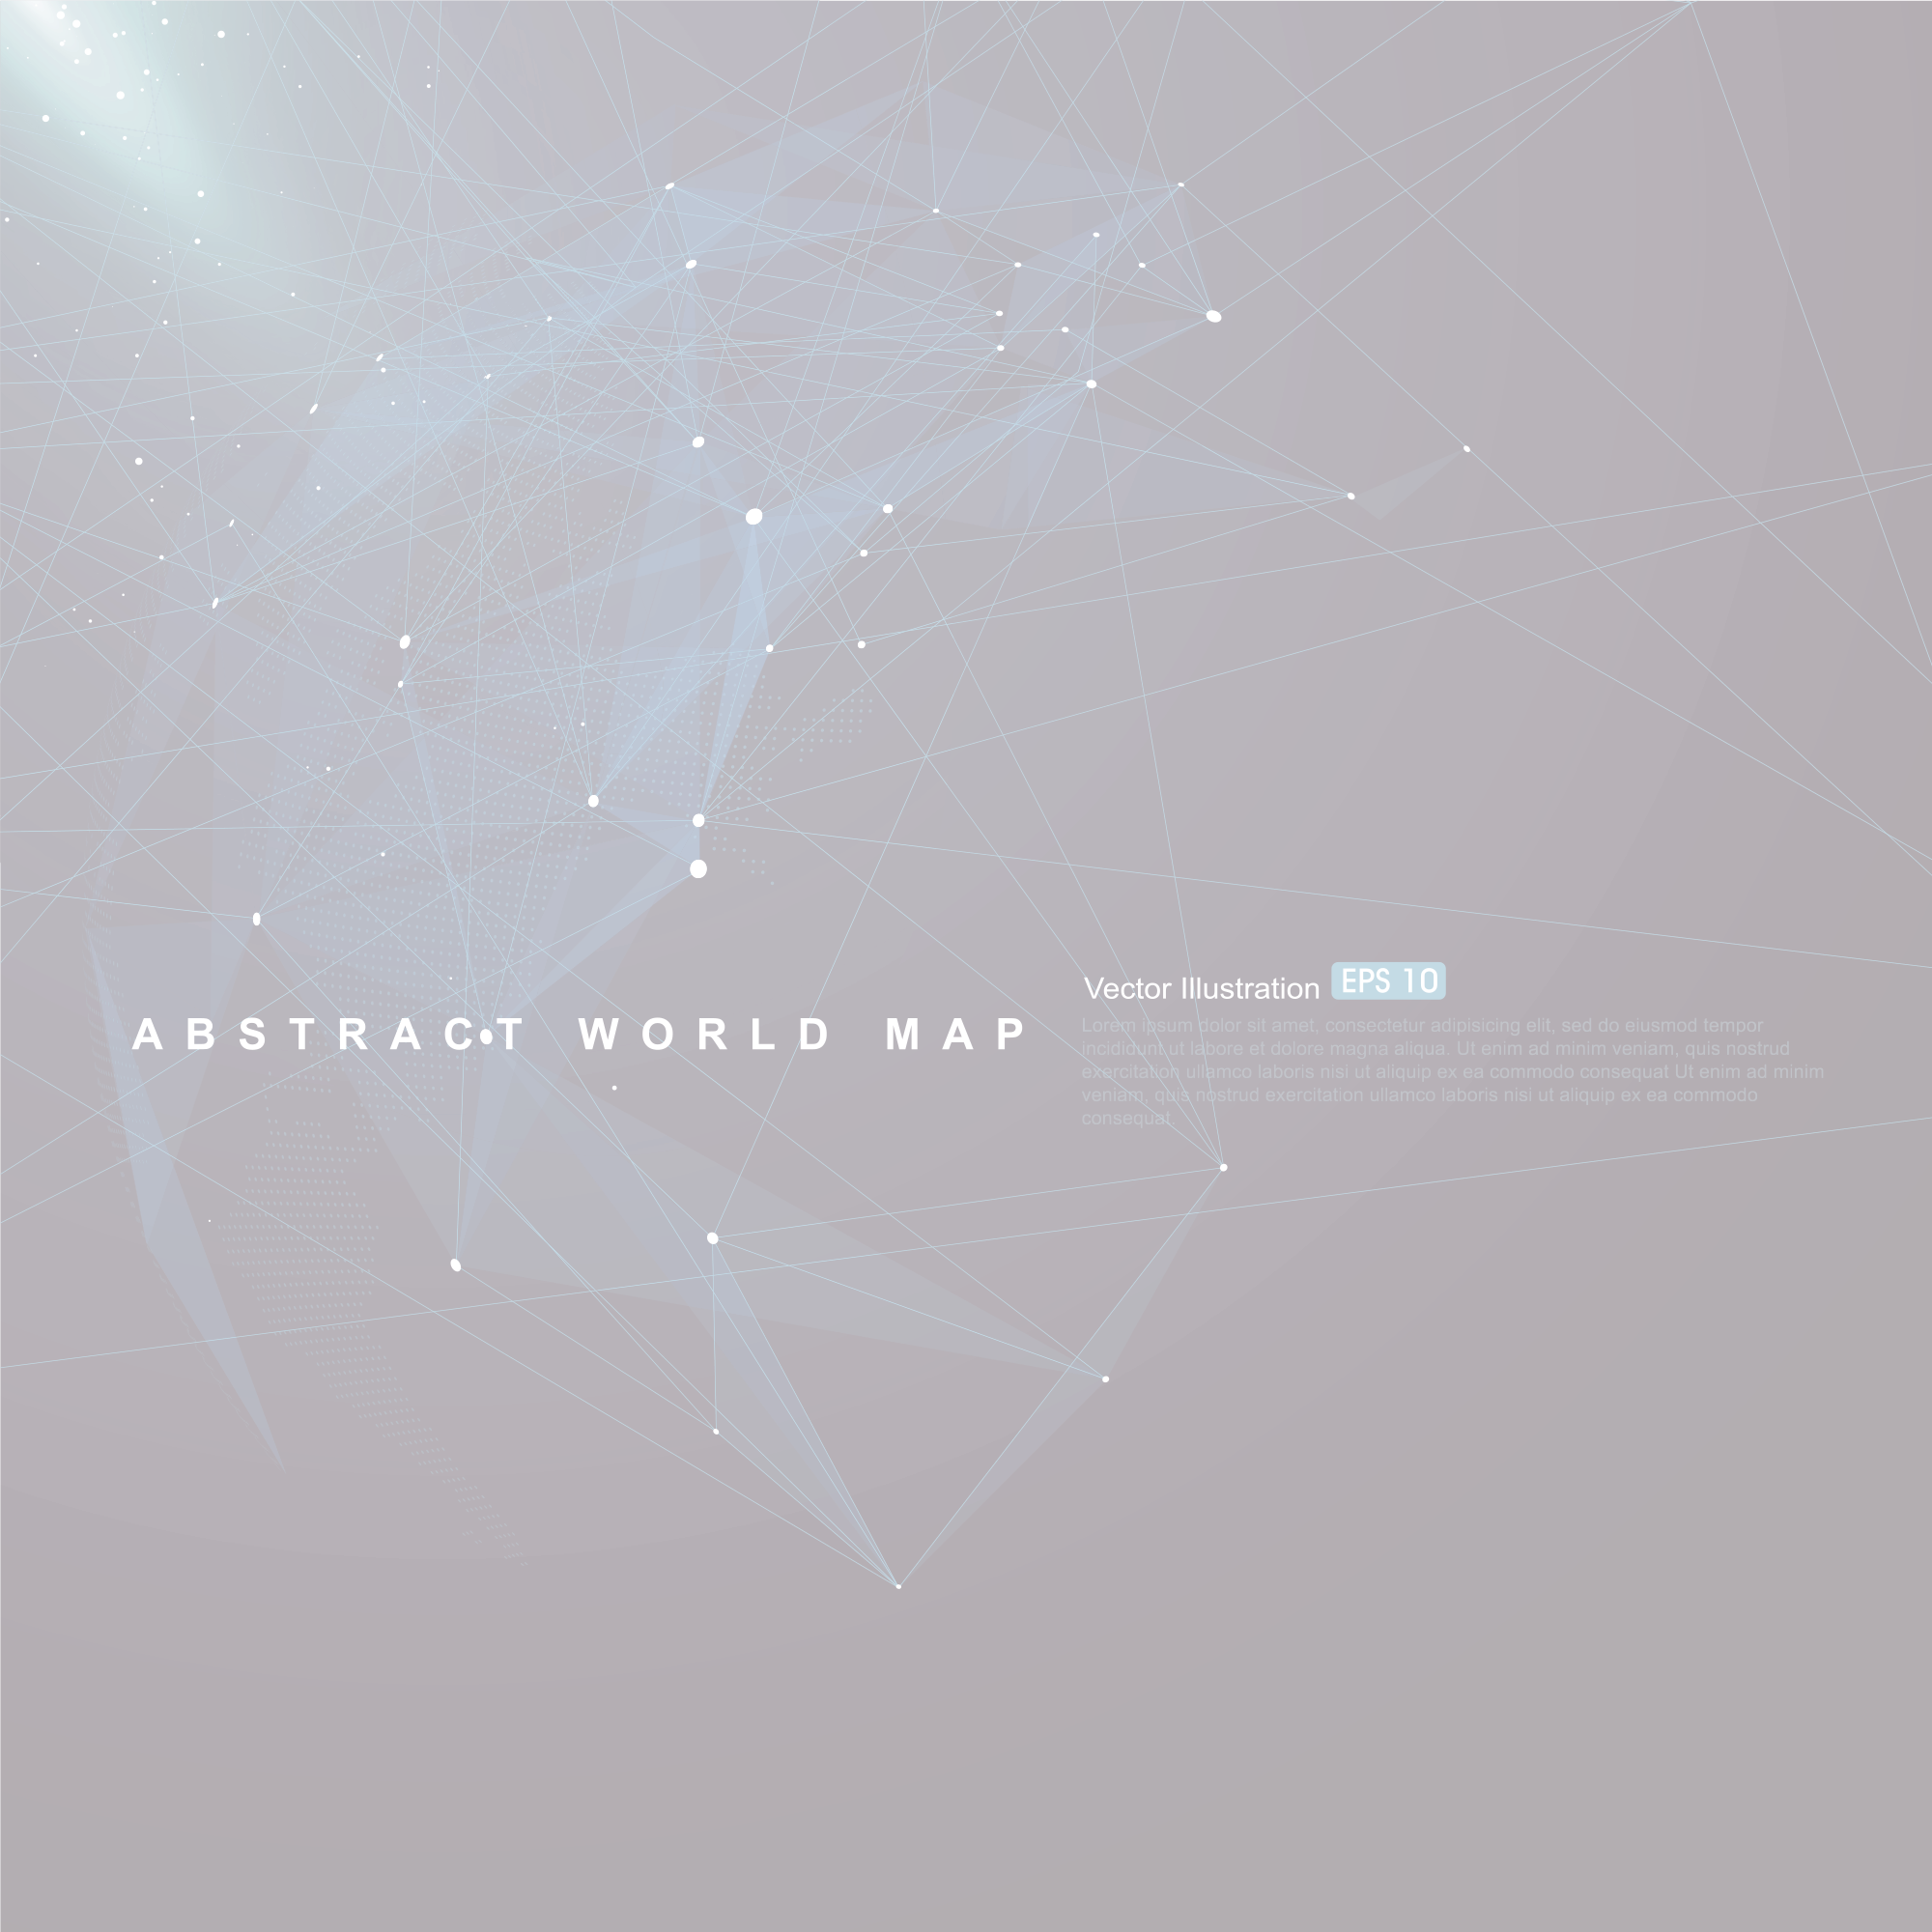 Vector Illustration EPS 10
ABSTRACT WORLD MAP
Lorem ipsum dolor sit amet, consectetur adipisicing elit, sed do eiusmod tempor
incididunt ut labore et dolore magna aliqua. Ut enim ad minim veniam, quis nostrud
exercitation ullamco laboris nisi ut aliquip ex ea commodo consequat Ut enim ad minim
veniam, quis nostrud exercitation ullamco laboris nisi ut aliquip ex ea commodo
consequat.